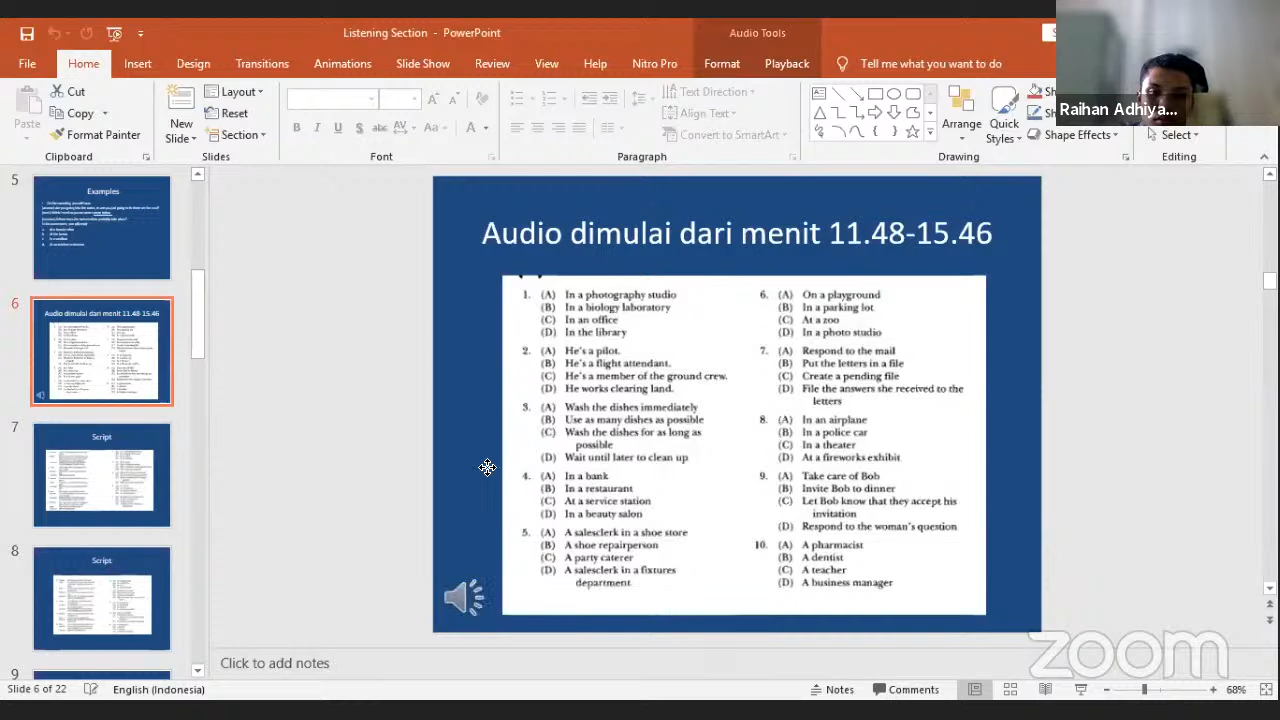 Listening Section - PowerPoint
Audio Tools
File
Home
Insert
Design
Transitions
Animations
Slide Show
Review
View
Help
Nitro Pro
Format
Playback
Tell me what you want to do
Raihan Adhiya...
Paste
Cut
Copy
Format Painter
Clipboard
New Slide
Layout
Reset
Section
Slides
B I U S abc AV Aa A
Font
Text Direction
Align Text
Convert to SmartArt
Paragraph
Arrange
Quick Styles
Shape Effects
Drawing
Select
Editing
5
Examples
6
Audio dimulai dari menit 11.48-15.46
7
Script
8
Script
9
Audio dimulai dari menit 11.48-15.46
1. (A) In a photography studio
(B) In a biology laboratory
(C) In an office
(D) In the library
2. (A) He's a pilot.
(B) He's a flight attendant.
(C) He's a member of the ground crew.
(D) He works clearing land.
3. (A) Wash the dishes immediately
(B) Use as many dishes as possible
(C) Wash the dishes for as long as
possible
(D) Wait until later to clean up
4. (A) In a bank
(B) In a restaurant
(C) At a service station
(D) In a beauty salon
5. (A) A salesclerk in a shoe store
(B) A shoe repairperson
(C) A party caterer
(D) A salesclerk in a fixtures
department
6. (A) On a playground
(B) In a parking lot
(C) At a zoo
(D) In a photo studio
7. (A) Respond to the mail
(B) Put the letters in a file
(C) Create a pending file
(D) File the answers she received to the
letters
8. (A) In an airplane
(B) In a police car
(C) In a theater
(D) At a fireworks exhibit
9. (A) Take care of Bob
(B) Invite Bob to dinner
(C) Let Bob know that they accept his
invitation
(D) Respond to the woman's question
10. (A) A pharmacist
(B) A dentist
(C) A teacher
(D) A business manager
Click to add notes
zoom
Slide 6 of 22
English (Indonesia)
Notes
Comments
68%